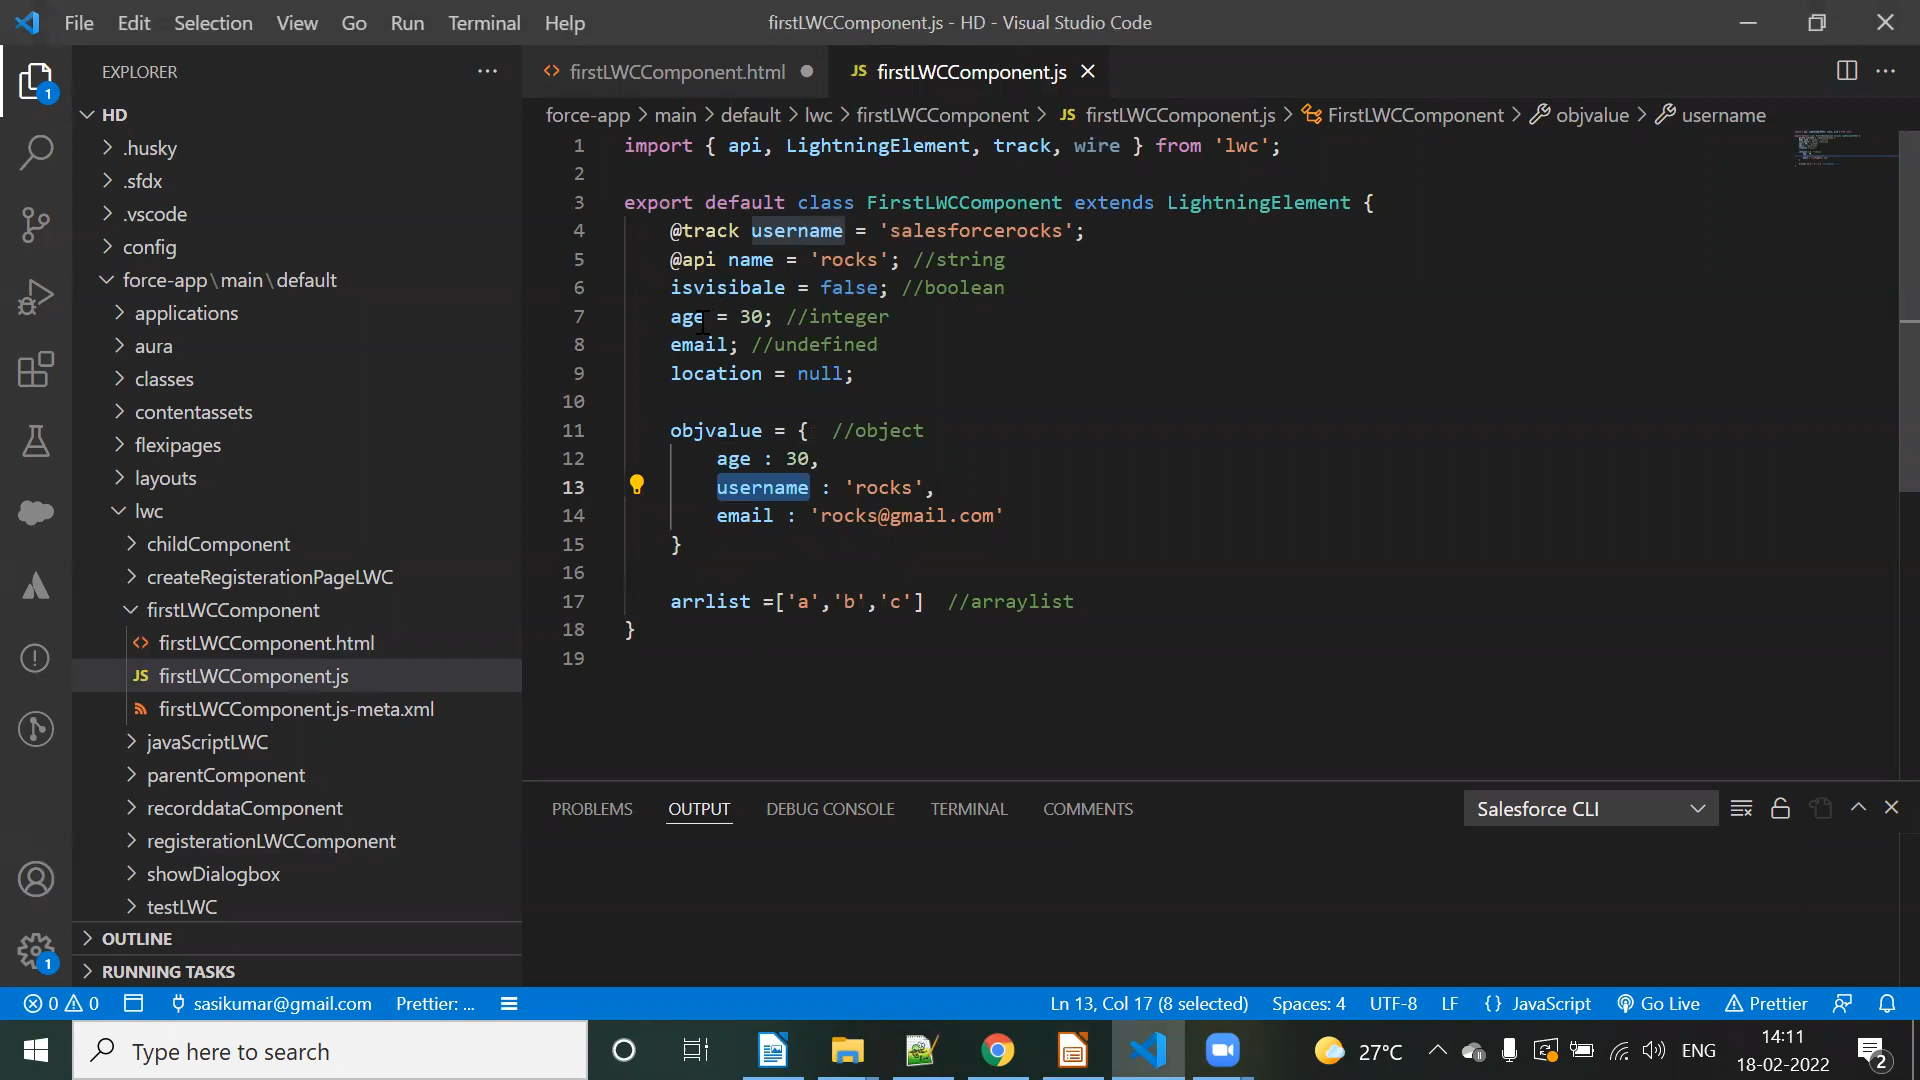 File Edit Selection View Go Run Terminal Help
firstLWCComponent.js - HD - Visual Studio Code
EXPLORER
firstLWCComponent.html
JS firstLWCComponent.js
1
HD
force-app > main > default > lwc > firstLWCComponent > JS firstLWCComponent.js > FirstLWCComponent > objvalue > username
.husky
.sfdx
.vscode
config
force-app\main\default
applications
aura
classes
contentassets
flexipages
layouts
lwc
childComponent
createRegisterationPageLWC
firstLWCComponent
firstLWCComponent.html
JS firstLWCComponent.js
firstLWCComponent.js-meta.xml
javaScriptLWC
parentComponent
recorddataComponent
registerationLWCComponent
showDialogbox
testLWC
OUTLINE
RUNNING TASKS
1
1 import { api, LightningElement, track, wire } from 'lwc';
2
3 export default class FirstLWCComponent extends LightningElement {
4 @track username = 'salesforcerocks';
5 @api name = 'rocks'; //string
6 isvisibale = false; //boolean
7 age = 30; //integer
8 email; //undefined
9 location = null;
10
11 objvalue = { //object
12 age : 30,
13 username : 'rocks',
14 email : 'rocks@gmail.com'
15 }
16
17 arrlist =['a','b','c'] //arraylist
18 }
19
PROBLEMS OUTPUT DEBUG CONSOLE TERMINAL COMMENTS
Salesforce CLI
0 0 sasikumar@gmail.com Prettier: ...
Ln 13, Col 17 (8 selected) Spaces: 4 UTF-8 LF {} JavaScript Go Live Prettier
Type here to search
27°C
ENG
14:11
18-02-2022
2